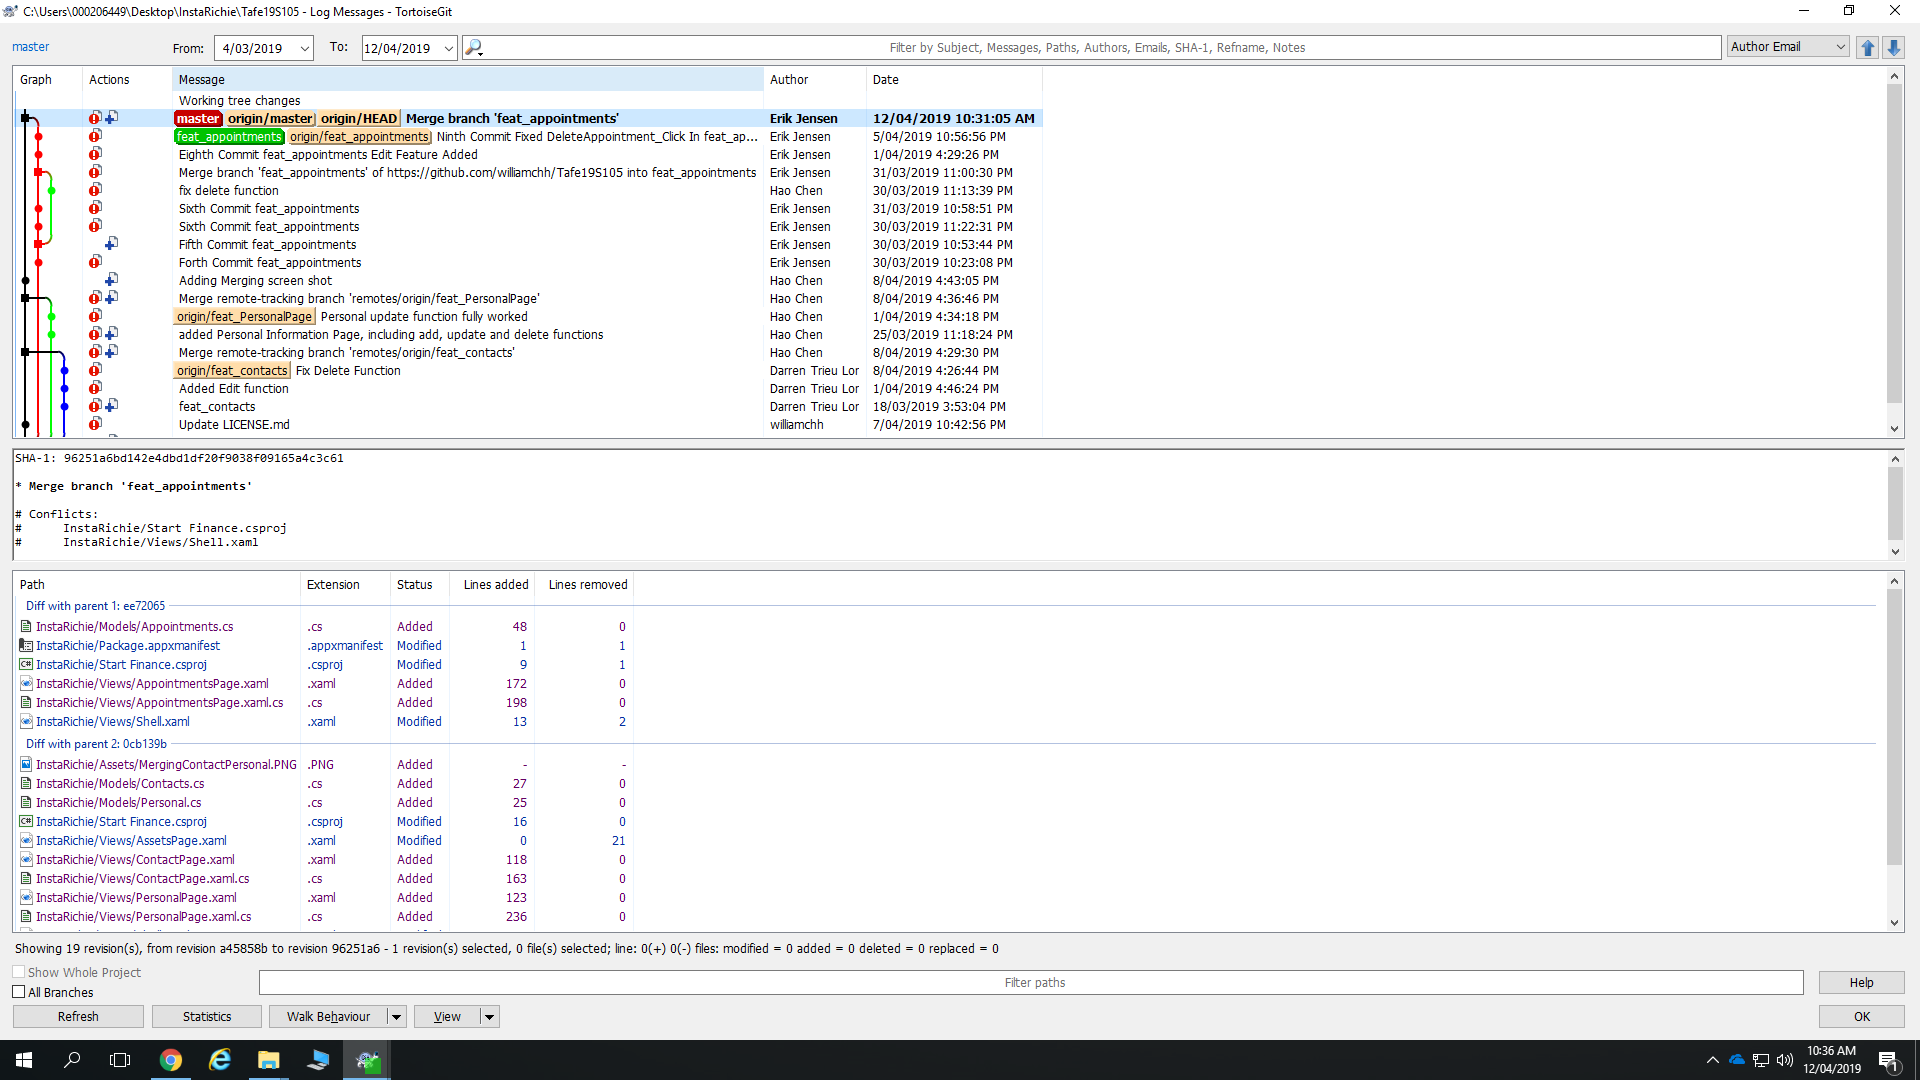 C:\Users\000206449\Desktop\InstaRichie\Tafe19S105 - Log Messages - TortoiseGit
master From: 4/03/2019 To: 12/04/2019 Filter by Subject, Messages, Paths, Authors, Emails, SHA-1, Refname, Notes Author Email
Graph Actions Message Author Date
Working tree changes
master origin/master origin/HEAD Merge branch 'feat_appointments' Erik Jensen 12/04/2019 10:31:05 AM
feat_appointments origin/feat_appointments Ninth Commit Fixed DeleteAppointment_Click In feat_ap... Erik Jensen 5/04/2019 10:56:56 PM
Eighth Commit feat_appointments Edit Feature Added Erik Jensen 1/04/2019 4:29:26 PM
Merge branch 'feat_appointments' of https://github.com/williamchh/Tafe19S105 into feat_appointments Erik Jensen 31/03/2019 11:00:30 PM
fix delete function Hao Chen 30/03/2019 11:13:39 PM
Sixth Commit feat_appointments Erik Jensen 31/03/2019 10:58:51 PM
Sixth Commit feat_appointments Erik Jensen 30/03/2019 11:22:31 PM
Fifth Commit feat_appointments Erik Jensen 30/03/2019 10:53:44 PM
Forth Commit feat_appointments Erik Jensen 30/03/2019 10:23:08 PM
Adding Merging screen shot Hao Chen 8/04/2019 4:43:05 PM
Merge remote-tracking branch 'remotes/origin/feat_PersonalPage' Hao Chen 8/04/2019 4:36:46 PM
origin/feat_PersonalPage Personal update function fully worked Hao Chen 1/04/2019 4:34:18 PM
added Personal Information Page, including add, update and delete functions Hao Chen 25/03/2019 11:18:24 PM
Merge remote-tracking branch 'remotes/origin/feat_contacts' Hao Chen 8/04/2019 4:29:30 PM
origin/feat_contacts Fix Delete Function Darren Trieu Lor 8/04/2019 4:26:44 PM
Added Edit function Darren Trieu Lor 1/04/2019 4:46:24 PM
feat_contacts Darren Trieu Lor 18/03/2019 3:53:04 PM
Update LICENSE.md williamchh 7/04/2019 10:42:56 PM
SHA-1: 96251a6bd142e4dbd1df20f9038f09165a4c3c61
* Merge branch 'feat_appointments'
# Conflicts:
# InstaRichie/Start Finance.csproj
# InstaRichie/Views/Shell.xaml
Path Extension Status Lines added Lines removed
Diff with parent 1: ee72065
InstaRichie/Models/Appointments.cs .cs Added 48 0
InstaRichie/Package.appxmanifest .appxmanifest Modified 1 1
InstaRichie/Start Finance.csproj .csproj Modified 9 1
InstaRichie/Views/AppointmentsPage.xaml .xaml Added 172 0
InstaRichie/Views/AppointmentsPage.xaml.cs .cs Added 198 0
InstaRichie/Views/Shell.xaml .xaml Modified 13 2
Diff with parent 2: 0cb139b
InstaRichie/Assets/MergingContactPersonal.PNG .PNG Added - -
InstaRichie/Models/Contacts.cs .cs Added 27 0
InstaRichie/Models/Personal.cs .cs Added 25 0
InstaRichie/Start Finance.csproj .csproj Modified 16 0
InstaRichie/Views/AssetsPage.xaml .xaml Modified 0 21
InstaRichie/Views/ContactPage.xaml .xaml Added 118 0
InstaRichie/Views/ContactPage.xaml.cs .cs Added 163 0
InstaRichie/Views/PersonalPage.xaml .xaml Added 123 0
InstaRichie/Views/PersonalPage.xaml.cs .cs Added 236 0
Showing 19 revision(s), from revision a45858b to revision 96251a6 - 1 revision(s) selected, 0 file(s) selected; line: 0(+) 0(-) files: modified = 0 added = 0 deleted = 0 replaced = 0
Show Whole Project
Filter paths Help
All Branches
Refresh Statistics Walk Behaviour View OK
10:36 AM
12/04/2019
1